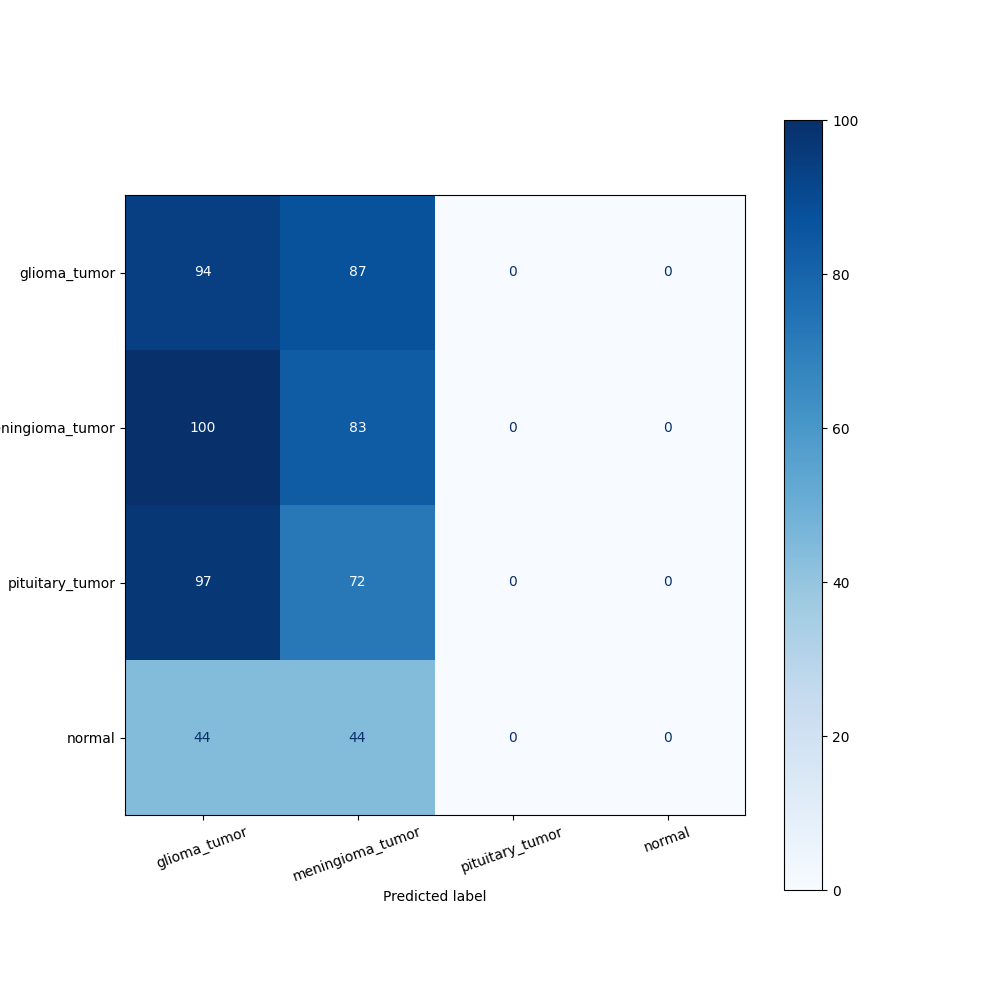 100
glioma_tumor 94 87 0 0
80
ningioma_tumor 100 83 0 0
60
pituitary_tumor 97 72 0 0
40
normal 44 44 0 0
20
glioma_tumor meningioma_tumor pituitary_tumor normal
0
Predicted label